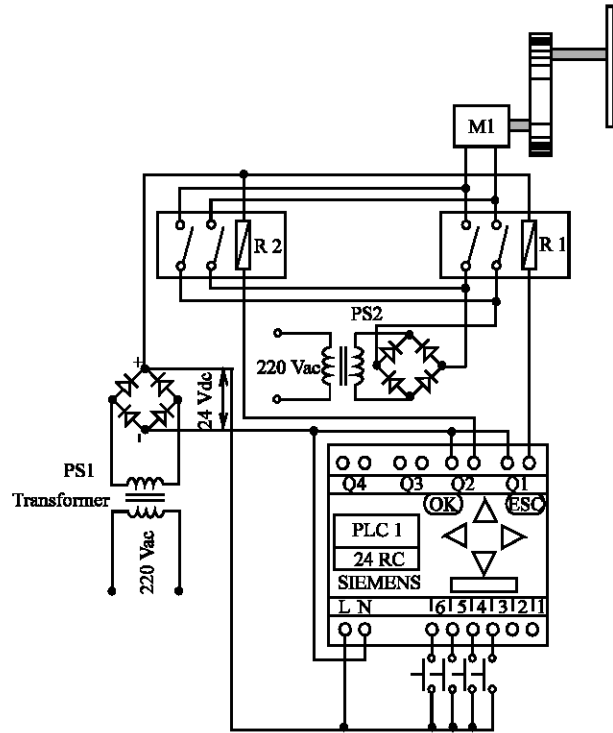 M1
R 2
R 1
PS2
220 Vac
+
24 Vdc
-
PS1
Transformer
220 Vac
Q4 Q3 Q2 Q1
OK ESC
PLC 1
24 RC
SIEMENS
L N 6 5 4 3 2 1